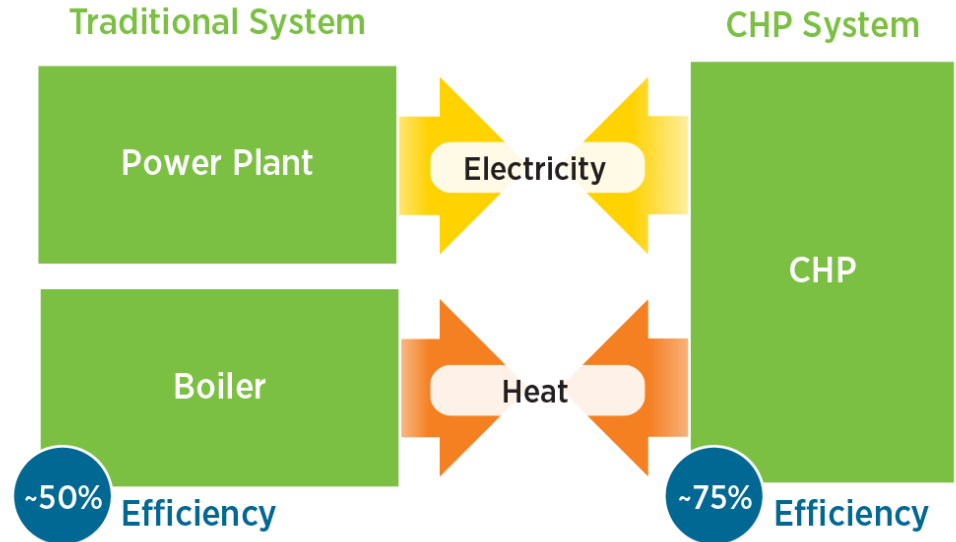 Traditional System
CHP System
Power Plant
Electricity
CHP
Boiler
Heat
~50% Efficiency
~75% Efficiency